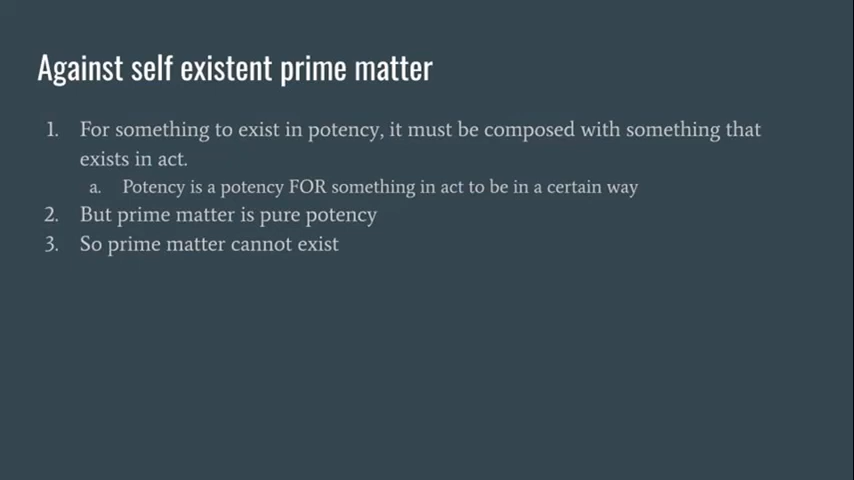 Against self existent prime matter
1. For something to exist in potency, it must be composed with something that
exists in act.
a. Potency is a potency FOR something in act to be in a certain way
2. But prime matter is pure potency
3. So prime matter cannot exist